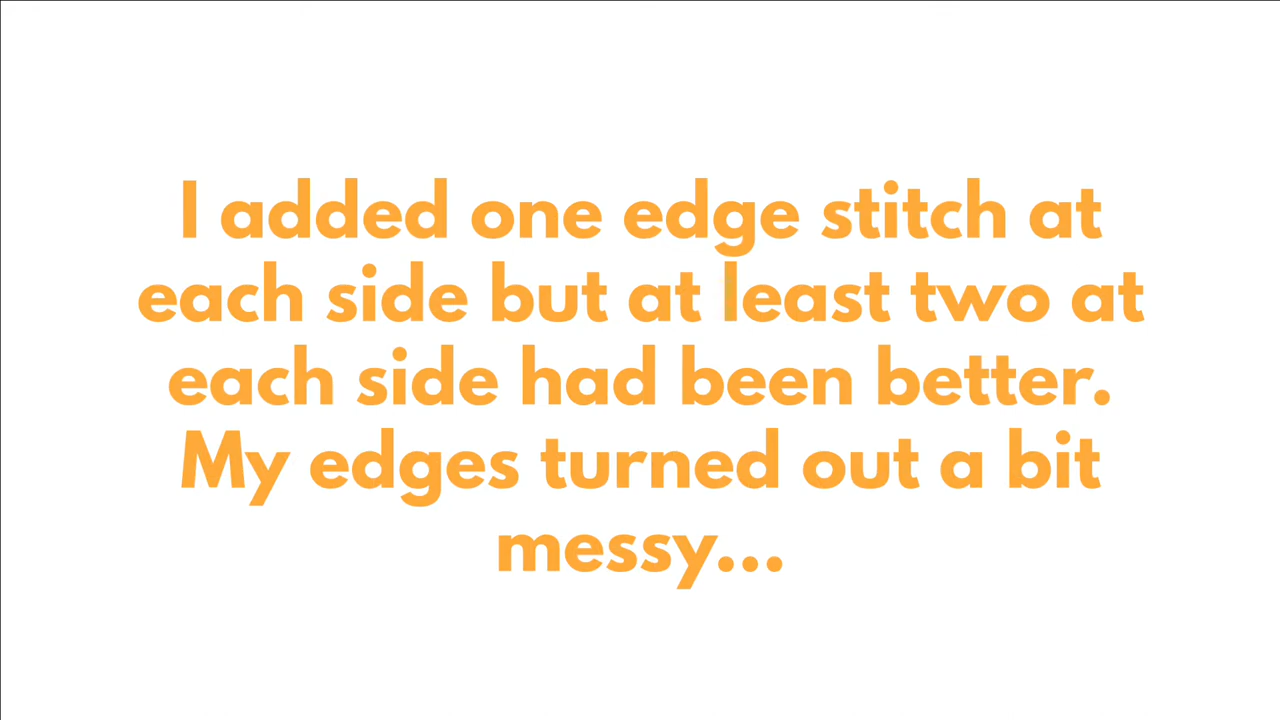 I added one edge stitch at
each side but at least two at
each side had been better.
My edges turned out a bit
messy...